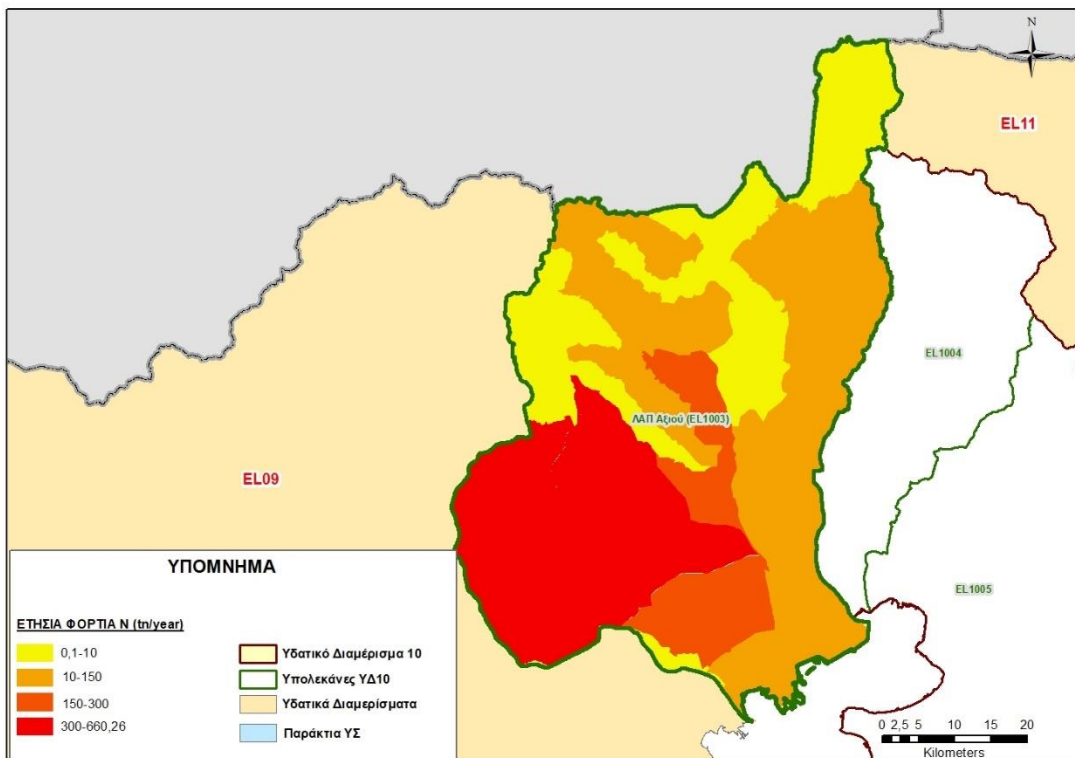 N
EL11
EL1004
ΛΑΠ Αξιού (EL1003)
EL09
EL1005
ΥΠΟΜΝΗΜΑ
ΕΤΗΣΙΑ ΦΟΡΤΙΑ Ν (tn/year)
0,1-10
10-150
150-300
300-660,26
Υδατικό Διαμέρισμα 10
Υπολεκάνες ΥΔ10
Υδατικά Διαμερίσματα
Παράκτια ΥΣ
0 2,5 5 10 15 20
Kilometers